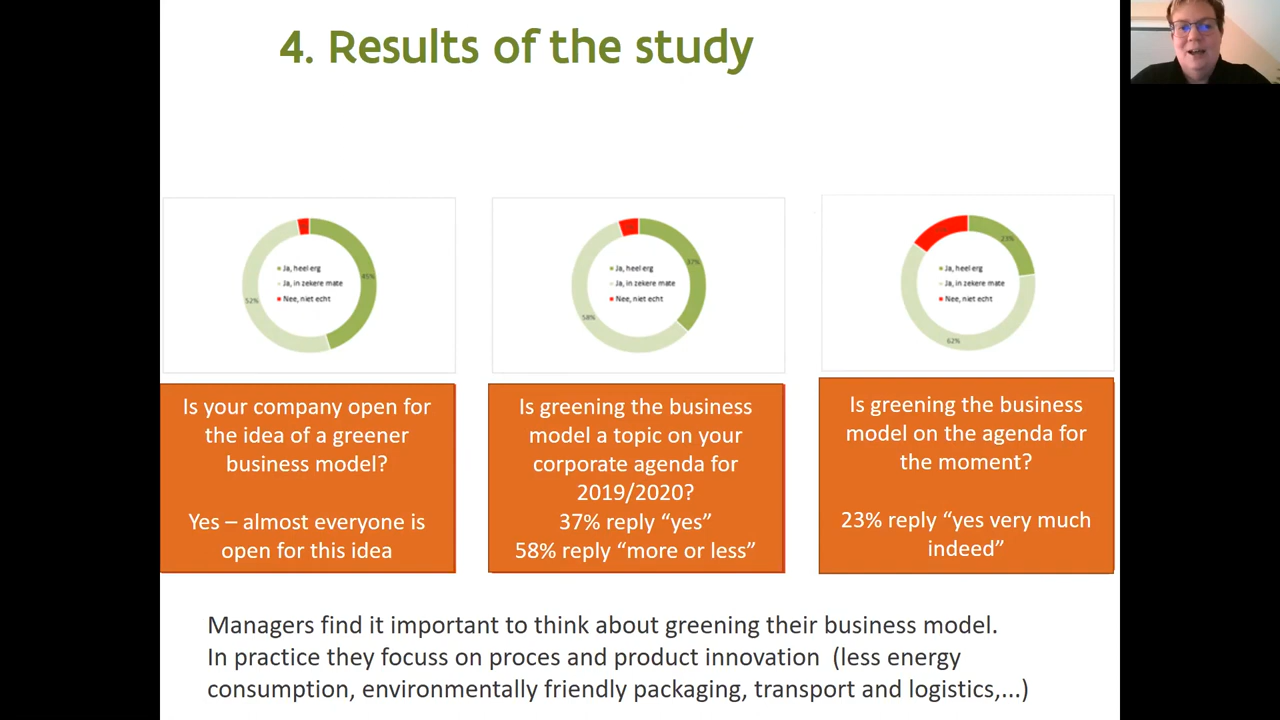 4. Results of the study
45%
52%
Ja, heel erg
Ja, in zekere mate
Nee, niet echt
37%
58%
Ja, heel erg
Ja, in zekere mate
Nee, niet echt
23%
62%
Ja, heel erg
Ja, in zekere mate
Nee, niet echt
Is your company open for
the idea of a greener
business model?
Yes – almost everyone is
open for this idea
Is greening the business
model a topic on your
corporate agenda for
2019/2020?
37% reply “yes”
58% reply “more or less”
Is greening the business
model on the agenda for
the moment?
23% reply “yes very much
indeed”
Managers find it important to think about greening their business model.
In practice they focuss on proces and product innovation (less energy
consumption, environmentally friendly packaging, transport and logistics,...)